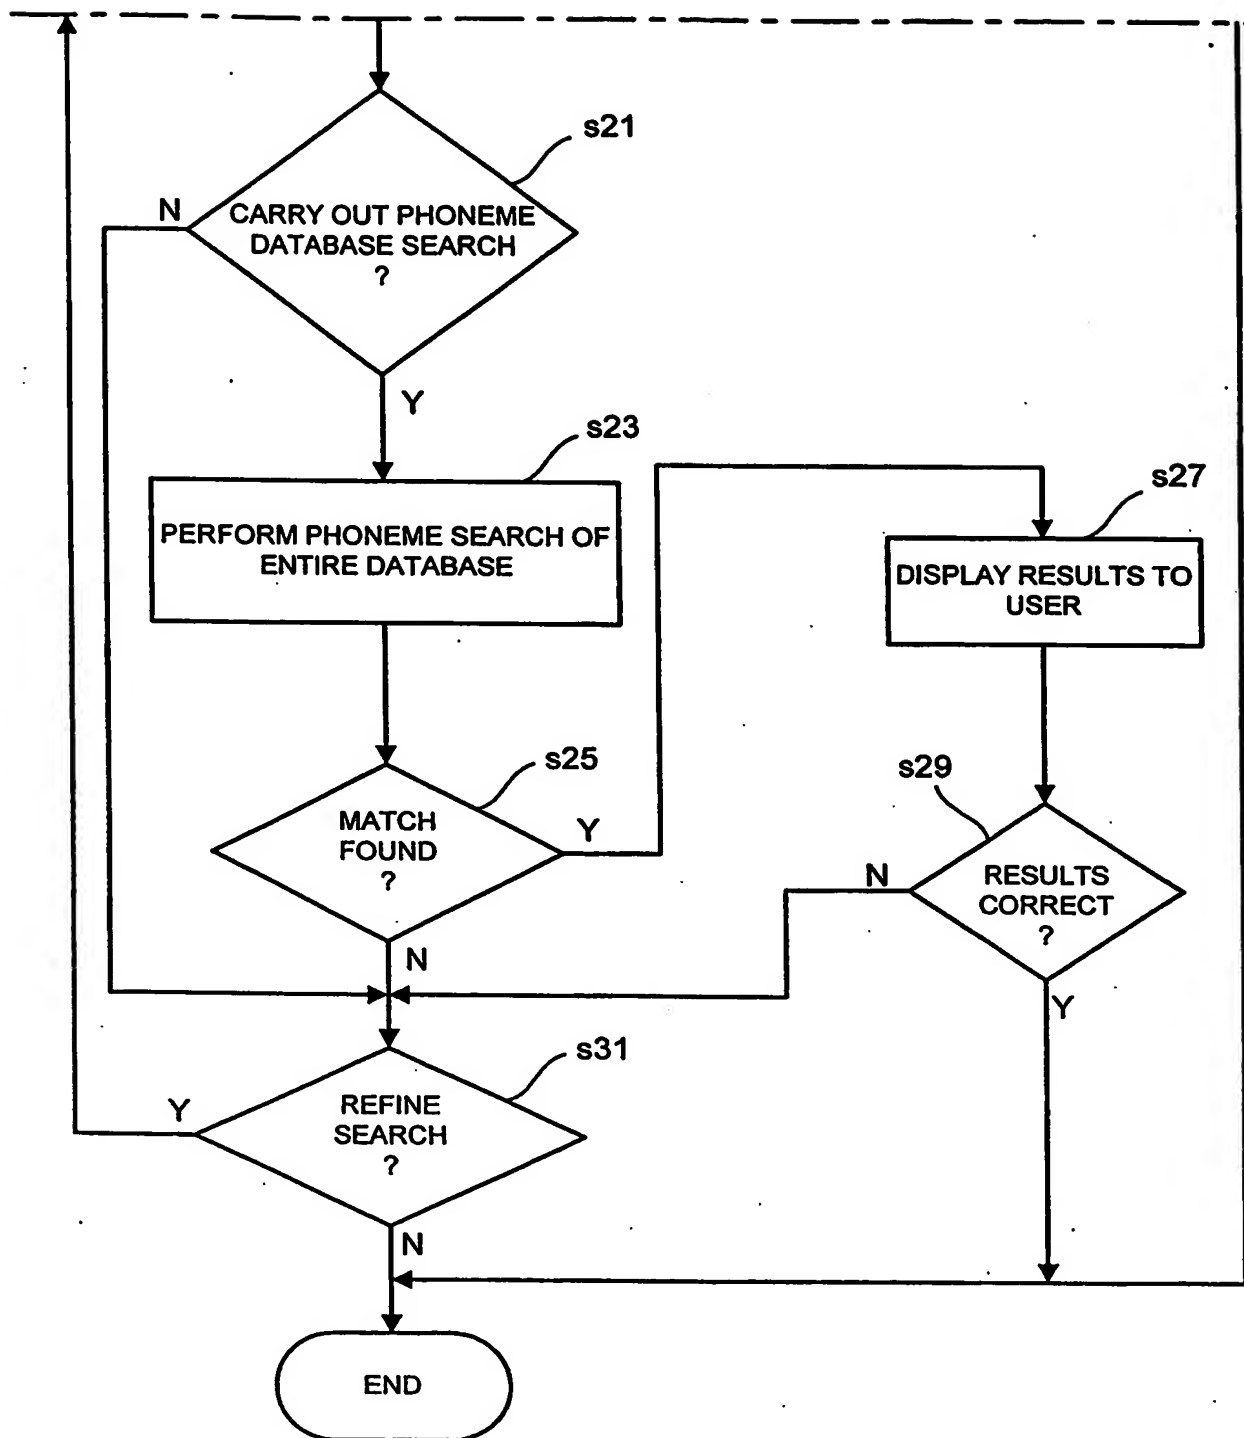 s21
N
CARRY OUT PHONEME
DATABASE SEARCH
?
Y
s23
PERFORM PHONEME SEARCH OF
ENTIRE DATABASE
s27
DISPLAY RESULTS TO
USER
s25
MATCH
FOUND
?
Y
N
s29
RESULTS
CORRECT
?
N
Y
s31
REFINE
SEARCH
?
Y
N
END